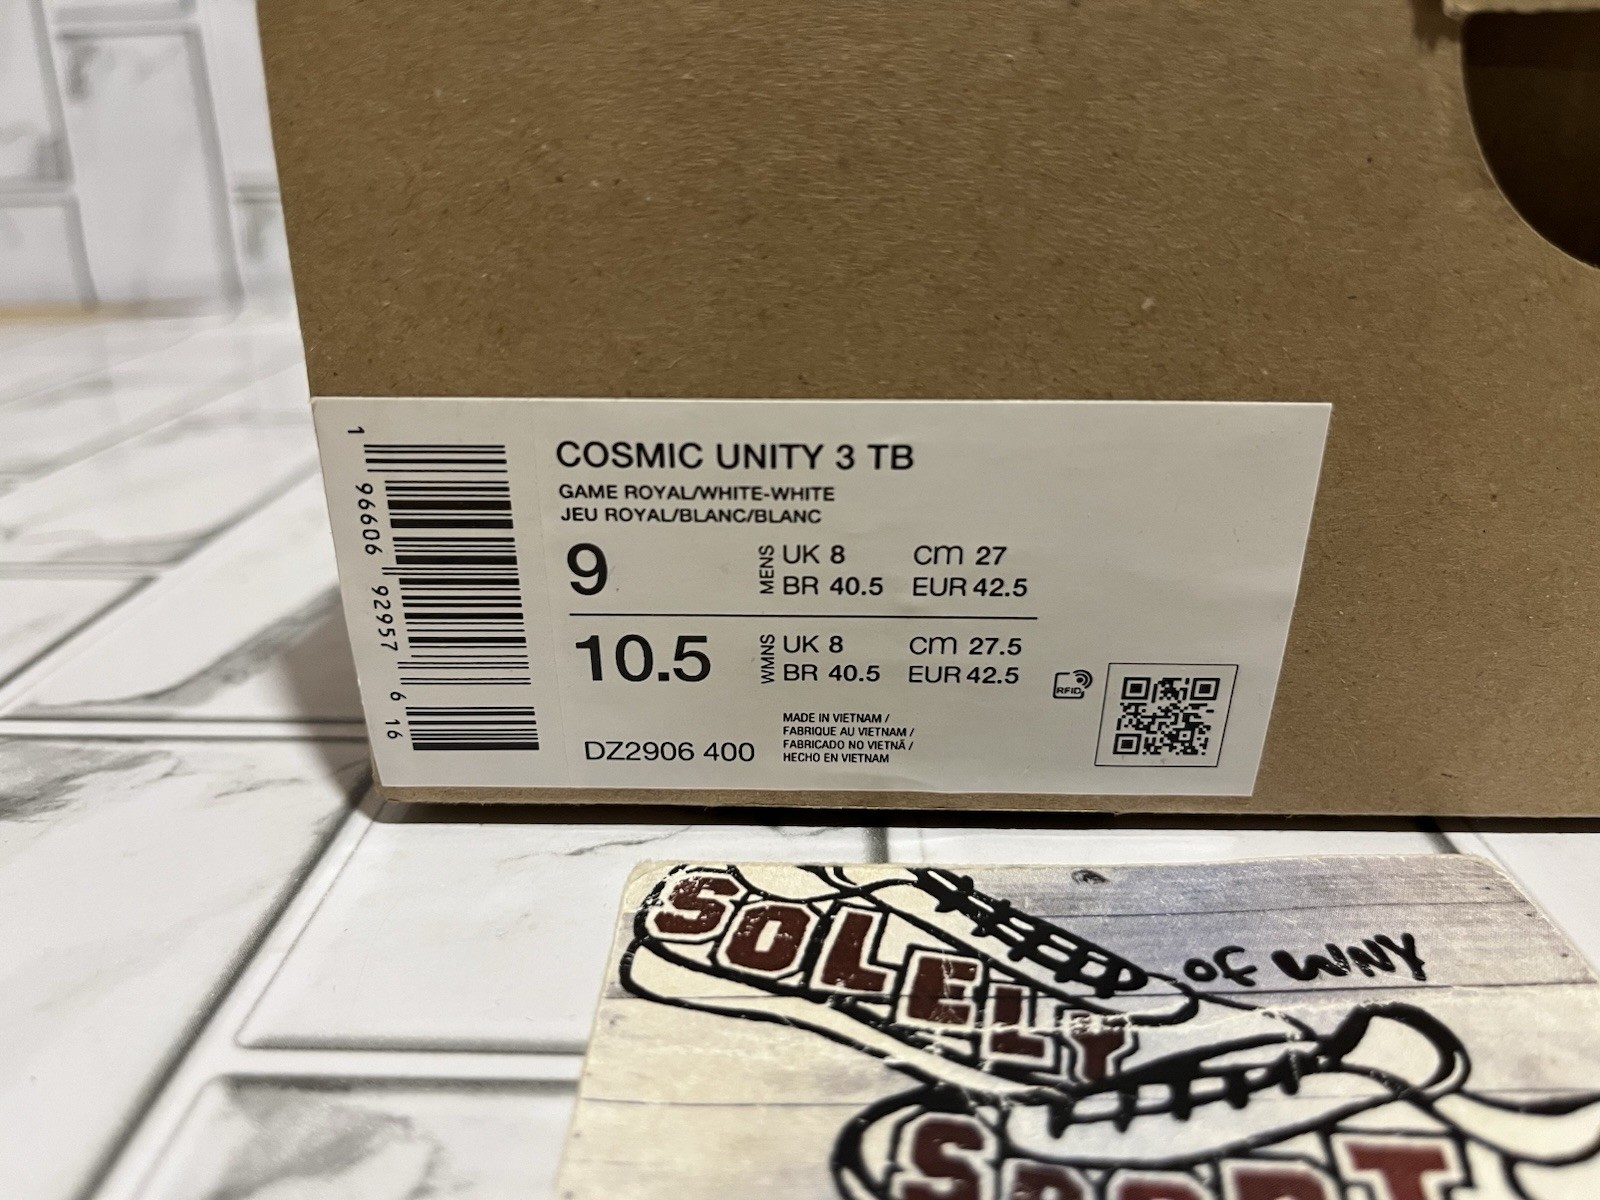 1 96606 92957 6 16
COSMIC UNITY 3 TB
GAME ROYAL/WHITE-WHITE
JEU ROYAL/BLANC/BLANC
9 MENS UK 8 cm 27
BR 40.5 EUR 42.5
10.5 WMNS UK 8 cm 27.5
BR 40.5 EUR 42.5
RFID
DZ2906 400
MADE IN VIETNAM /
FABRIQUE AU VIETNAM /
FABRICADO NO VIETNÃ /
HECHO EN VIETNAM
SOLELY of WNY
SPORT